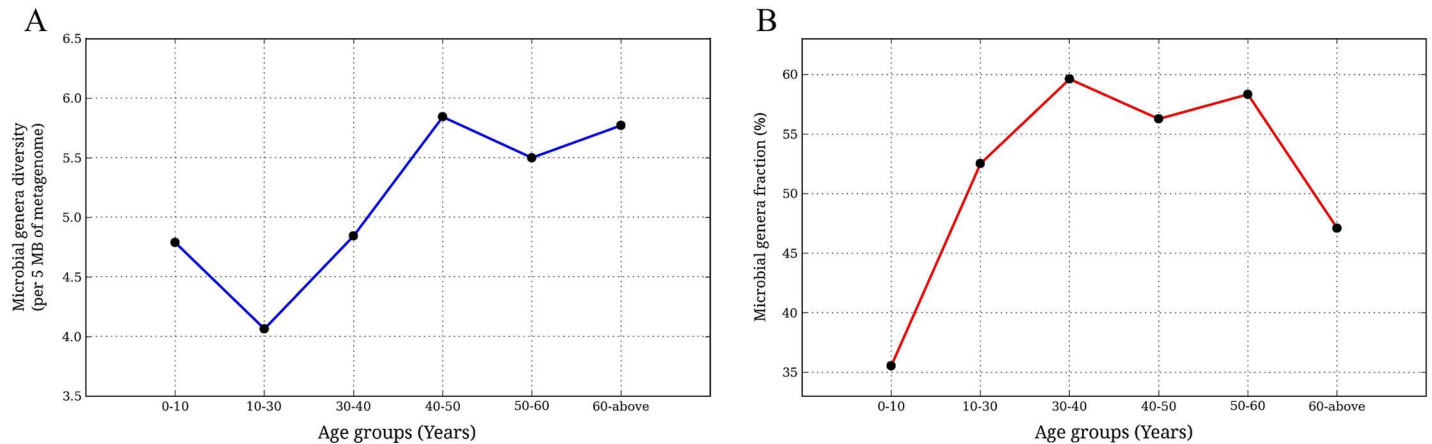 A
Microbial genera diversity
(per 5 MB of metagenome)
6.5
6.0
5.5
5.0
4.5
4.0
3.5
0-10
10-30
30-40
40-50
50-60
60-above
Age groups (Years)
B
Microbial genera fraction (%)
60
55
50
45
40
35
0-10
10-30
30-40
40-50
50-60
60-above
Age groups (Years)